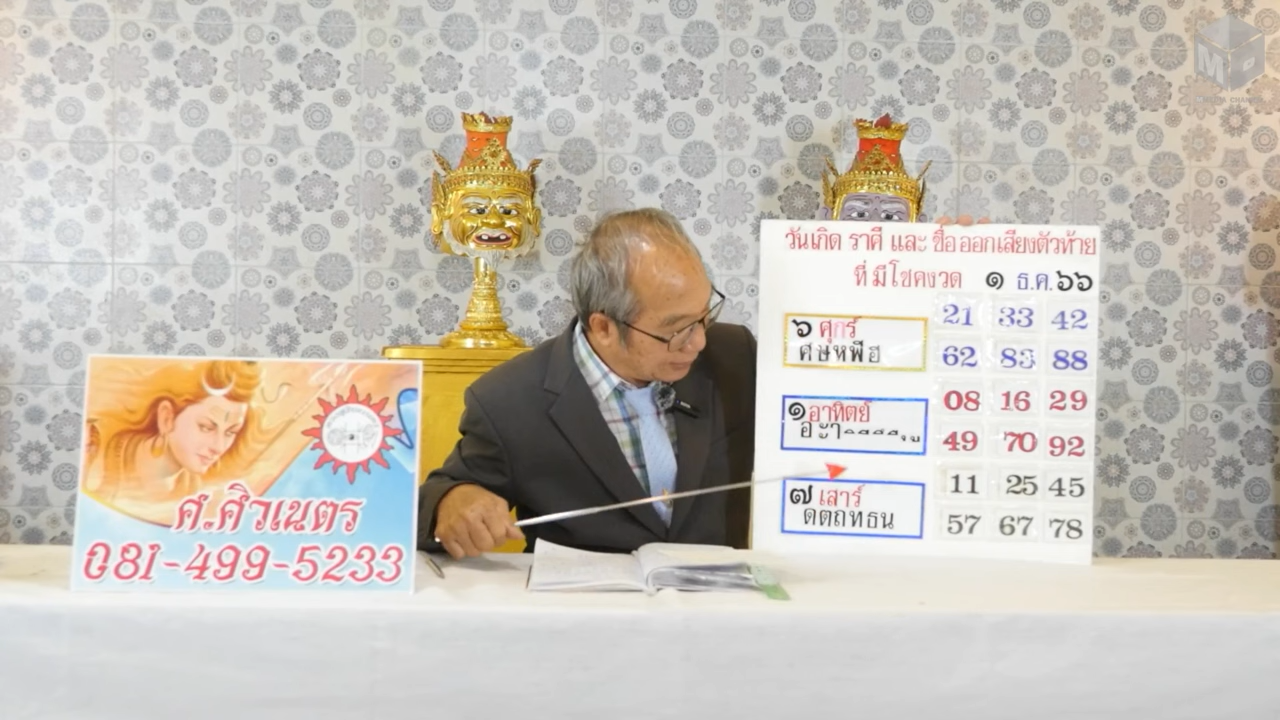 วันเกิด ราศี และ ชื่อออกเสียงตัวท้าย
ที่มีโชคงวด ๑ ธ.ค.๖๖
๖ ศุกร์
ศษหฬฮ
21 33 42
62 83 88
๑ อาทิตย์
อะา
08 16 29
49 70 92
๗ เสาร์
ดตถทธน
11 25 45
57 67 78
ศ.ศิวเนตร
081-499-5233